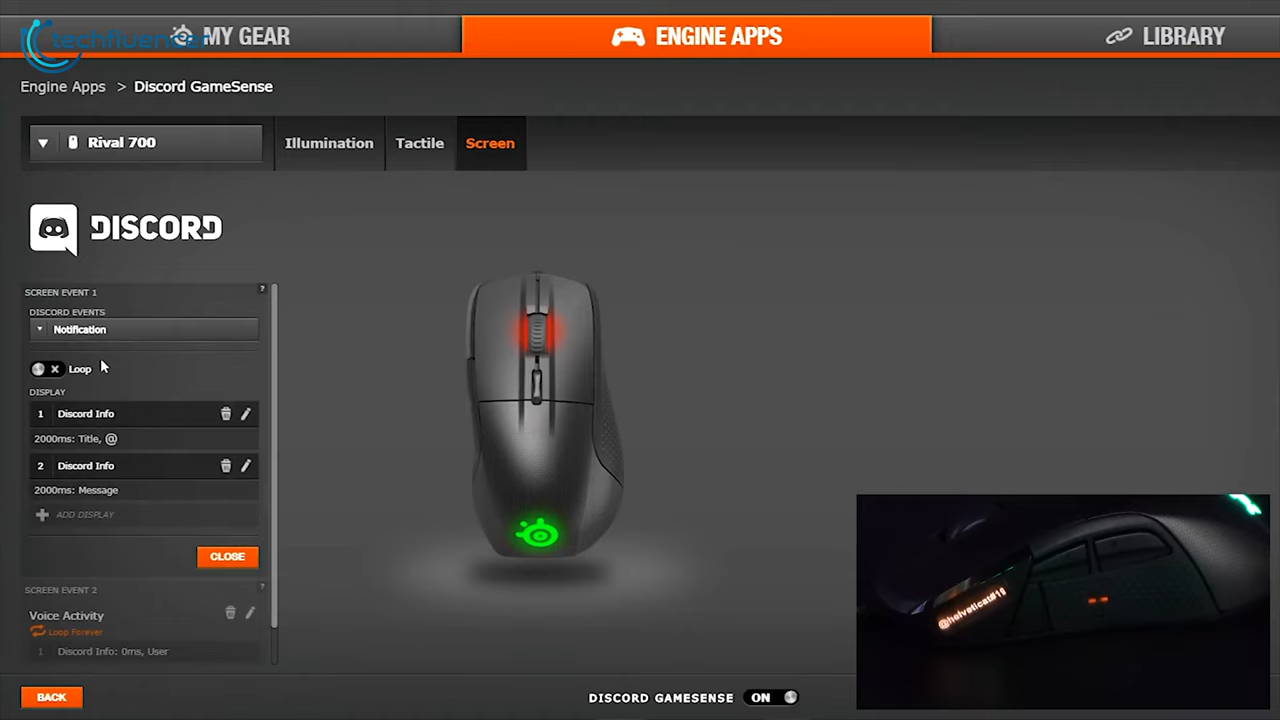 techfluencer
MY GEAR
ENGINE APPS
LIBRARY
Engine Apps > Discord GameSense
Rival 700
Illumination
Tactile
Screen
DISCORD
SCREEN EVENT 1
?
DISCORD EVENTS
Notification
Loop
DISPLAY
1 Discord Info
2000ms: Title, @
2 Discord Info
2000ms: Message
ADD DISPLAY
CLOSE
SCREEN EVENT 2
?
Voice Activity
Loop Forever
1 Discord Info: 0ms, User
BACK
DISCORD GAMESENSE ON